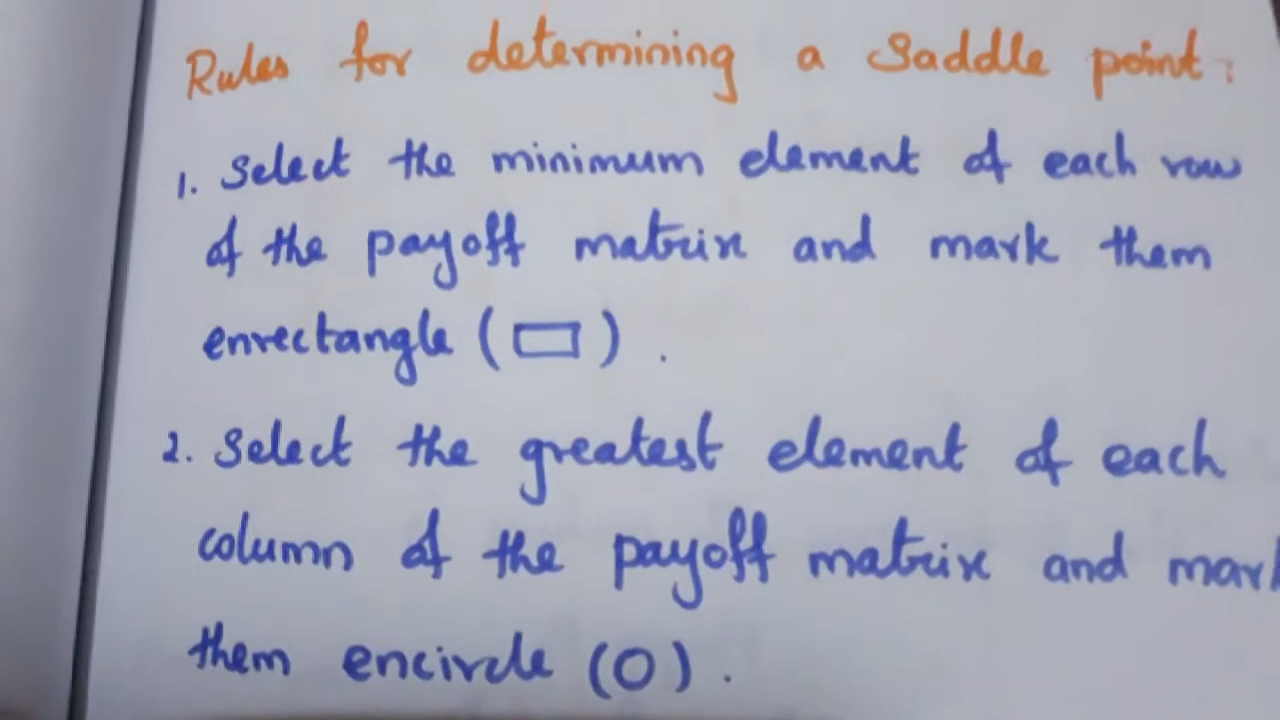 Rules for determining a Saddle point :
1. Select the minimum element of each row
of the payoff matrix and mark them
enrectangle (▭) .
2. Select the greatest element of each
column of the payoff matrix and mark
them encircle (O) .